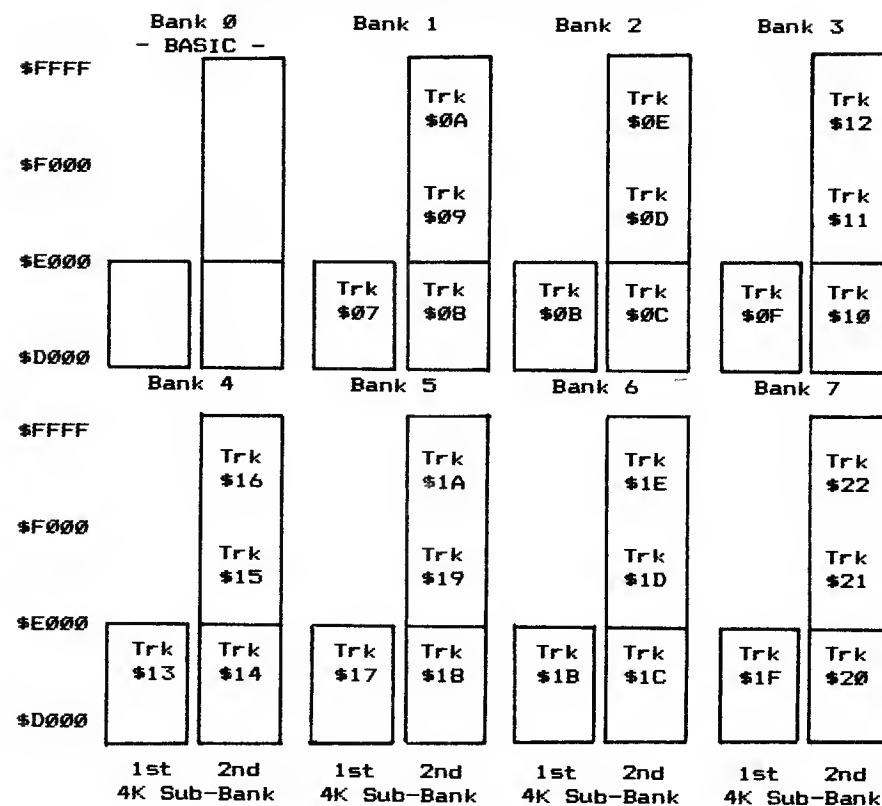 Bank Ø Bank 1 Bank 2 Bank 3
- BASIC -
$FFFF
Trk Trk Trk
$ØA $ØE $12
$FØØØ
Trk Trk Trk
$Ø9 $ØD $11
$EØØØ
Trk Trk Trk Trk Trk Trk
$Ø7 $Ø8 $ØB $ØC $ØF $1Ø
$DØØØ
Bank 4 Bank 5 Bank 6 Bank 7
$FFFF
Trk Trk Trk Trk
$16 $1A $1E $22
$FØØØ
Trk Trk Trk Trk
$15 $19 $1D $21
$EØØØ
Trk Trk Trk Trk Trk Trk Trk Trk
$13 $14 $17 $18 $1B $1C $1F $2Ø
$DØØØ
1st 2nd 1st 2nd 1st 2nd 1st 2nd
4K Sub-Bank 4K Sub-Bank 4K Sub-Bank 4K Sub-Bank